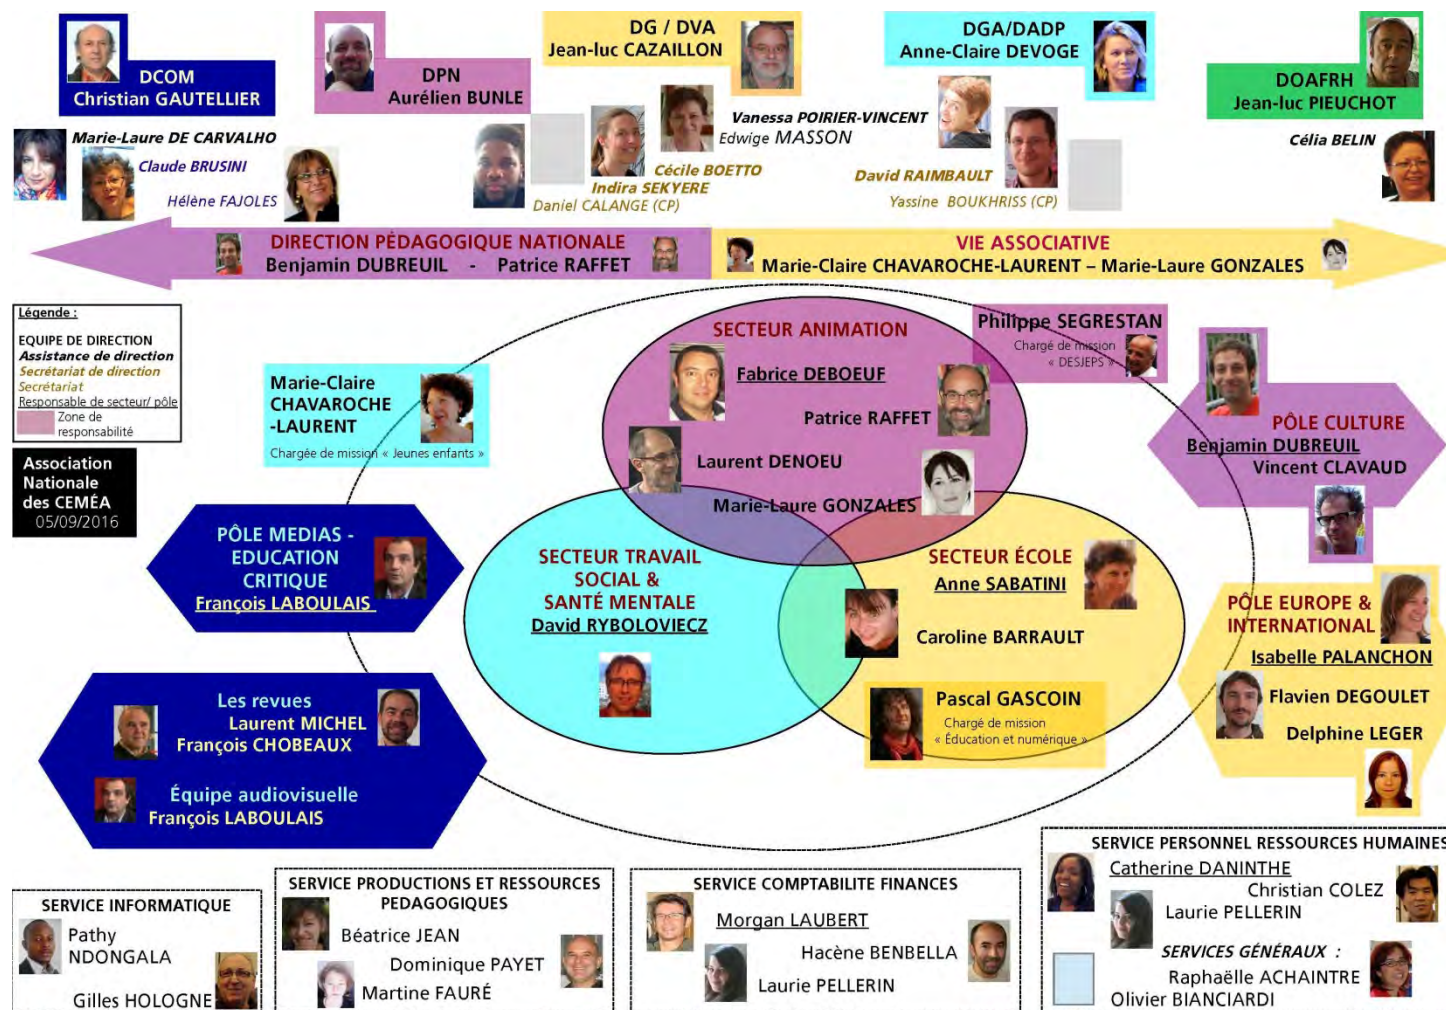 DCOM
Christian GAUTELLIER
DPN
Aurélien BUNLE
DG / DVA
Jean-luc CAZAILLON
DGA/DADP
Anne-Claire DEVOGE
DOAFRH
Jean-luc PIEUCHOT
Marie-Laure DE CARVALHO
Claude BRUSINI
Hélène FAJOLES
Cécile BOETTO
Indira SEKYERE
Daniel CALANGE (CP)
Vanessa POIRIER-VINCENT
Edwige MASSON
David RAIMBAULT
Yassine BOUKHRISS (CP)
Célia BELIN
DIRECTION PÉDAGOGIQUE NATIONALE
Benjamin DUBREUIL - Patrice RAFFET
VIE ASSOCIATIVE
Marie-Claire CHAVAROCHE-LAURENT – Marie-Laure GONZALES
Légende :
EQUIPE DE DIRECTION
Assistance de direction
Secrétariat de direction
Secrétariat
Responsable de secteur/ pôle
Zone de
responsabilité
Association
Nationale
des CEMÉA
05/09/2016
Marie-Claire
CHAVAROCHE
-LAURENT
Chargée de mission « Jeunes enfants »
SECTEUR ANIMATION
Fabrice DEBOEUF
Patrice RAFFET
Laurent DENOEU
Marie-Laure GONZALES
Philippe SEGRESTAN
Chargé de mission
« DESJEPS »
PÔLE CULTURE
Benjamin DUBREUIL
Vincent CLAVAUD
PÔLE MEDIAS -
EDUCATION
CRITIQUE
François LABOULAIS
SECTEUR TRAVAIL
SOCIAL &
SANTÉ MENTALE
David RYBOLOVIECZ
SECTEUR ÉCOLE
Anne SABATINI
Caroline BARRAULT
Pascal GASCOIN
Chargé de mission
« Éducation et numérique »
PÔLE EUROPE &
INTERNATIONAL
Isabelle PALANCHON
Flavien DEGOULET
Delphine LEGER
Les revues
Laurent MICHEL
François CHOBEAUX
Équipe audiovisuelle
François LABOULAIS
SERVICE INFORMATIQUE
Pathy
NDONGALA
Gilles HOLOGNE
SERVICE PRODUCTIONS ET RESSOURCES
PEDAGOGIQUES
Béatrice JEAN
Dominique PAYET
Martine FAURÉ
SERVICE COMPTABILITE FINANCES
Morgan LAUBERT
Hacène BENBELLA
Laurie PELLERIN
SERVICE PERSONNEL RESSOURCES HUMAINES
Catherine DANINTHE
Christian COLEZ
Laurie PELLERIN
SERVICES GÉNÉRAUX :
Raphaëlle ACHAINTRE
Olivier BIANCIARDI